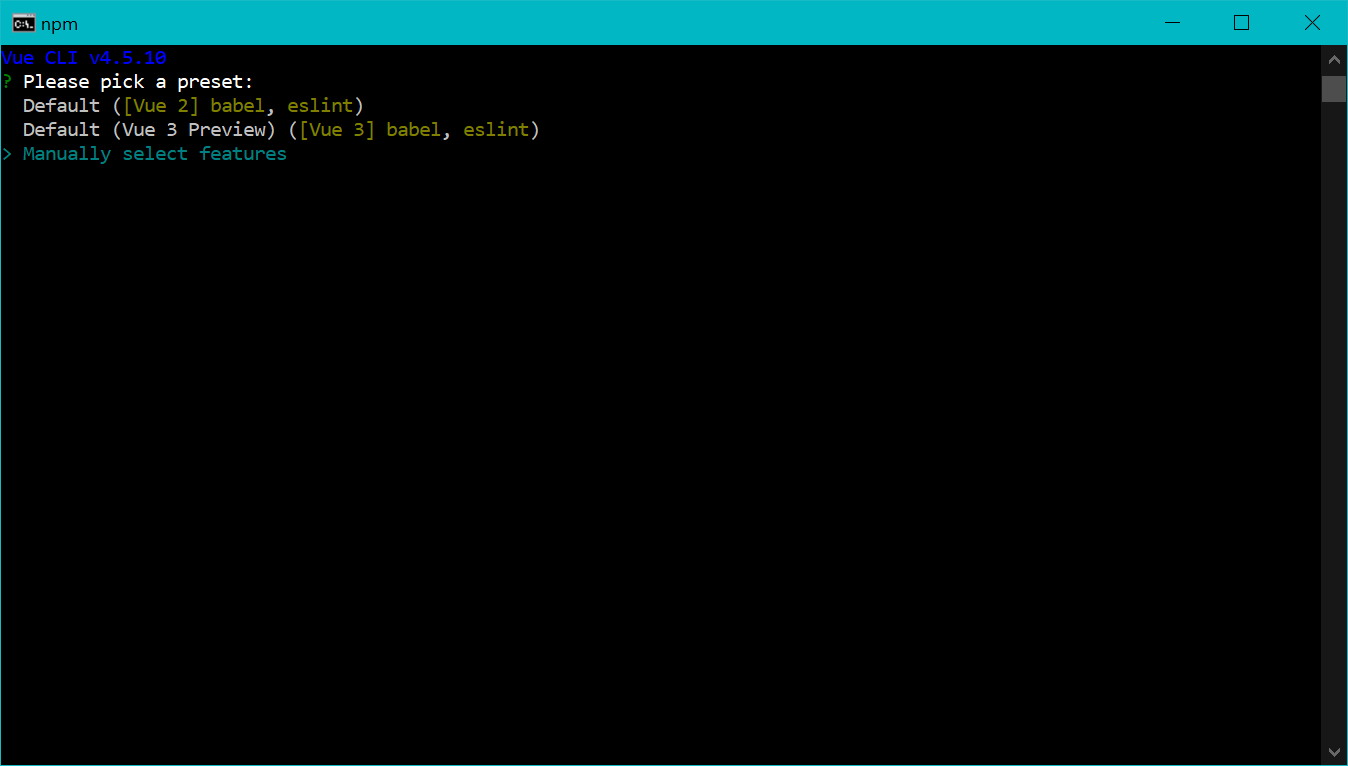 npm
Vue CLI v4.5.10
? Please pick a preset:
Default ([Vue 2] babel, eslint)
Default (Vue 3 Preview) ([Vue 3] babel, eslint)
> Manually select features